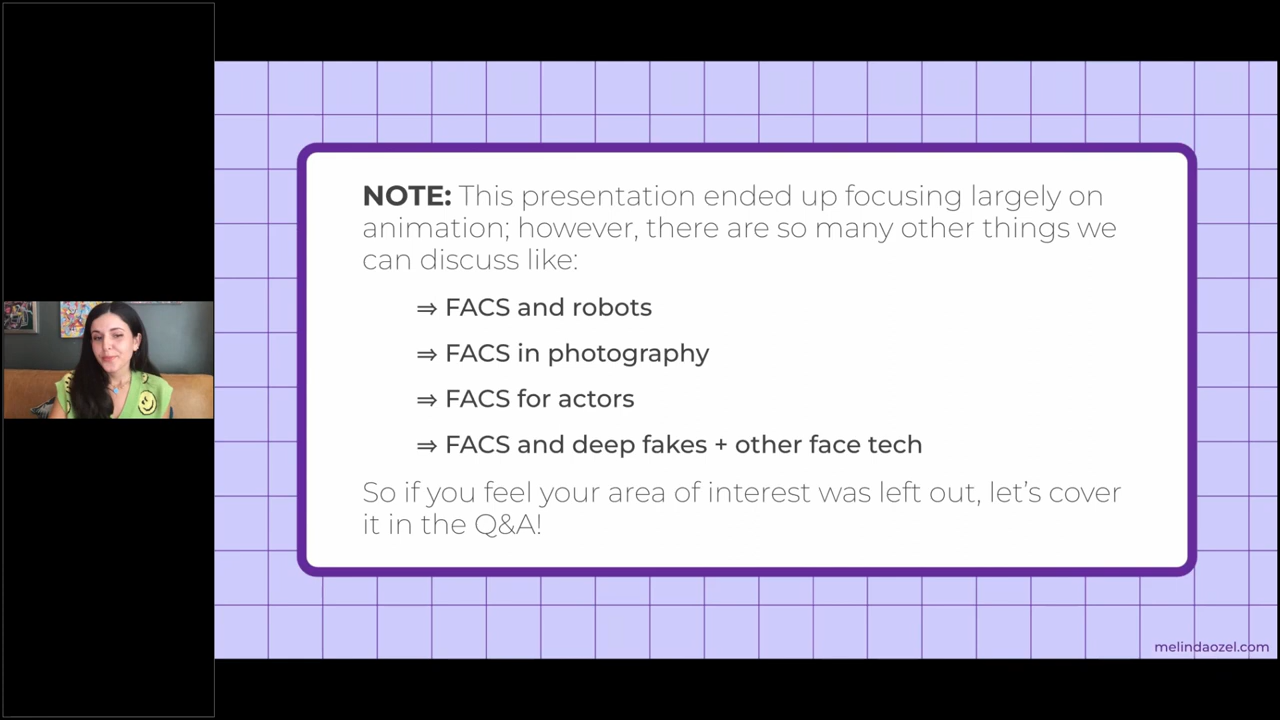 NOTE: This presentation ended up focusing largely on
animation; however, there are so many other things we
can discuss like:
⇒ FACS and robots
⇒ FACS in photography
⇒ FACS for actors
⇒ FACS and deep fakes + other face tech
So if you feel your area of interest was left out, let’s cover
it in the Q&A!
melindaozel.com